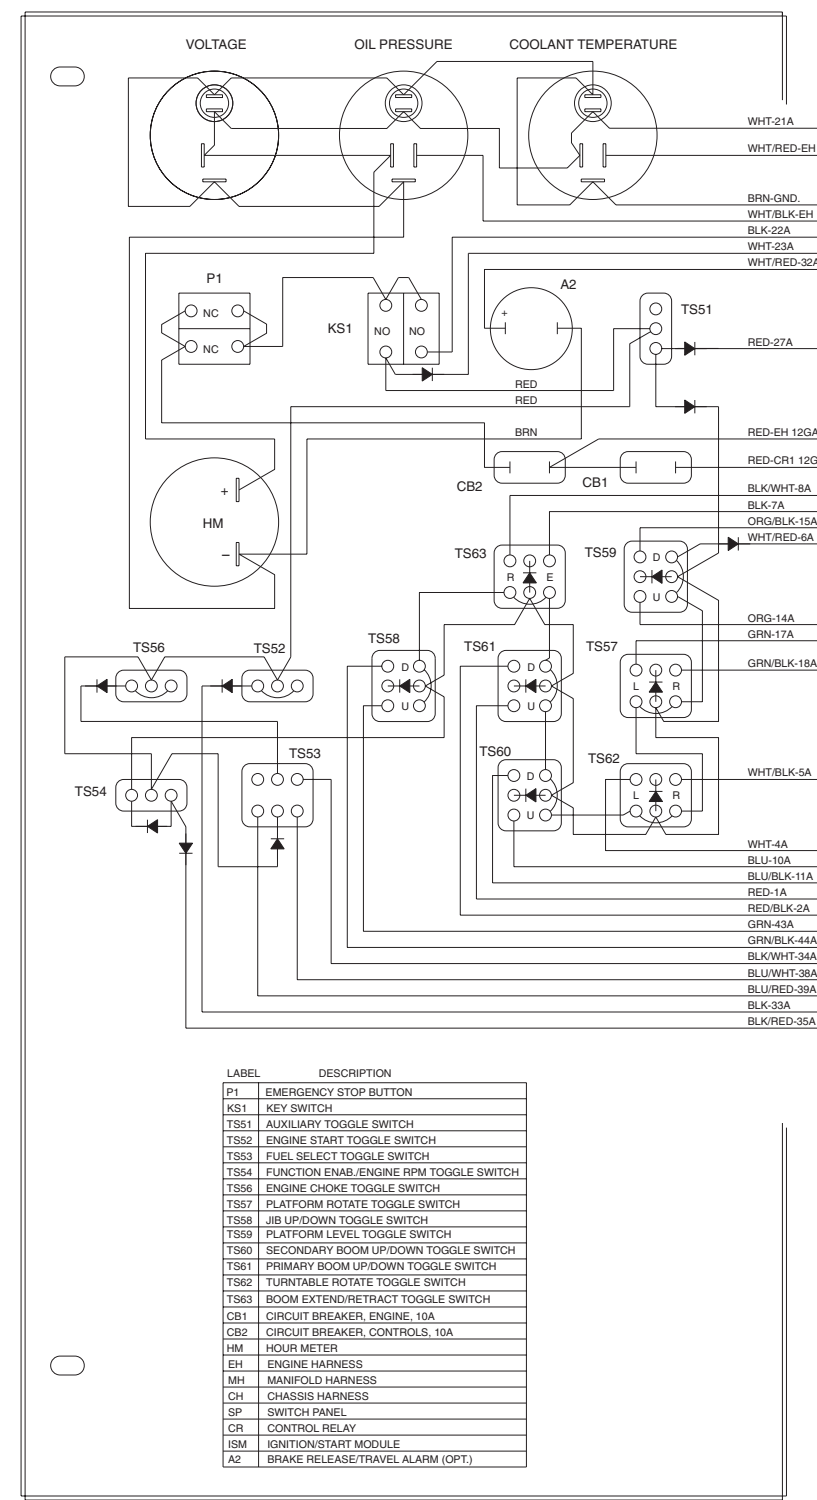 VOLTAGE OIL PRESSURE COOLANT TEMPERATURE
WHT-21A
WHT/RED-EH
BRN-GND.
WHT/BLK-EH
BLK-22A
WHT-23A
WHT/RED-32A
P1
A2
TS51
NC
NC
KS1
NO
NO
+
RED-27A
RED
RED
BRN
RED-EH 12GA
RED-CR1 12G
CB2
CB1
BLK/WHT-8A
BLK-7A
ORG/BLK-15A
WHT/RED-6A
+
HM
−
TS63
R E
TS59
D
U
ORG-14A
GRN-17A
GRN/BLK-18A
TS56
TS52
TS58
D
U
TS61
D
U
TS57
L R
TS53
TS54
TS60
D
U
TS62
L R
WHT/BLK-5A
WHT-4A
BLU-10A
BLU/BLK-11A
RED-1A
RED/BLK-2A
GRN-43A
GRN/BLK-44A
BLK/WHT-34A
BLU/WHT-38A
BLU/RED-39A
BLK-33A
BLK/RED-35A
LABEL DESCRIPTION
P1 EMERGENCY STOP BUTTON
KS1 KEY SWITCH
TS51 AUXILIARY TOGGLE SWITCH
TS52 ENGINE START TOGGLE SWITCH
TS53 FUEL SELECT TOGGLE SWITCH
TS54 FUNCTION ENAB./ENGINE RPM TOGGLE SWITCH
TS56 ENGINE CHOKE TOGGLE SWITCH
TS57 PLATFORM ROTATE TOGGLE SWITCH
TS58 JIB UP/DOWN TOGGLE SWITCH
TS59 PLATFORM LEVEL TOGGLE SWITCH
TS60 SECONDARY BOOM UP/DOWN TOGGLE SWITCH
TS61 PRIMARY BOOM UP/DOWN TOGGLE SWITCH
TS62 TURNTABLE ROTATE TOGGLE SWITCH
TS63 BOOM EXTEND/RETRACT TOGGLE SWITCH
CB1 CIRCUIT BREAKER, ENGINE, 10A
CB2 CIRCUIT BREAKER, CONTROLS, 10A
HM HOUR METER
EH ENGINE HARNESS
MH MANIFOLD HARNESS
CH CHASSIS HARNESS
SP SWITCH PANEL
CR CONTROL RELAY
ISM IGNITION/START MODULE
A2 BRAKE RELEASE/TRAVEL ALARM (OPT.)